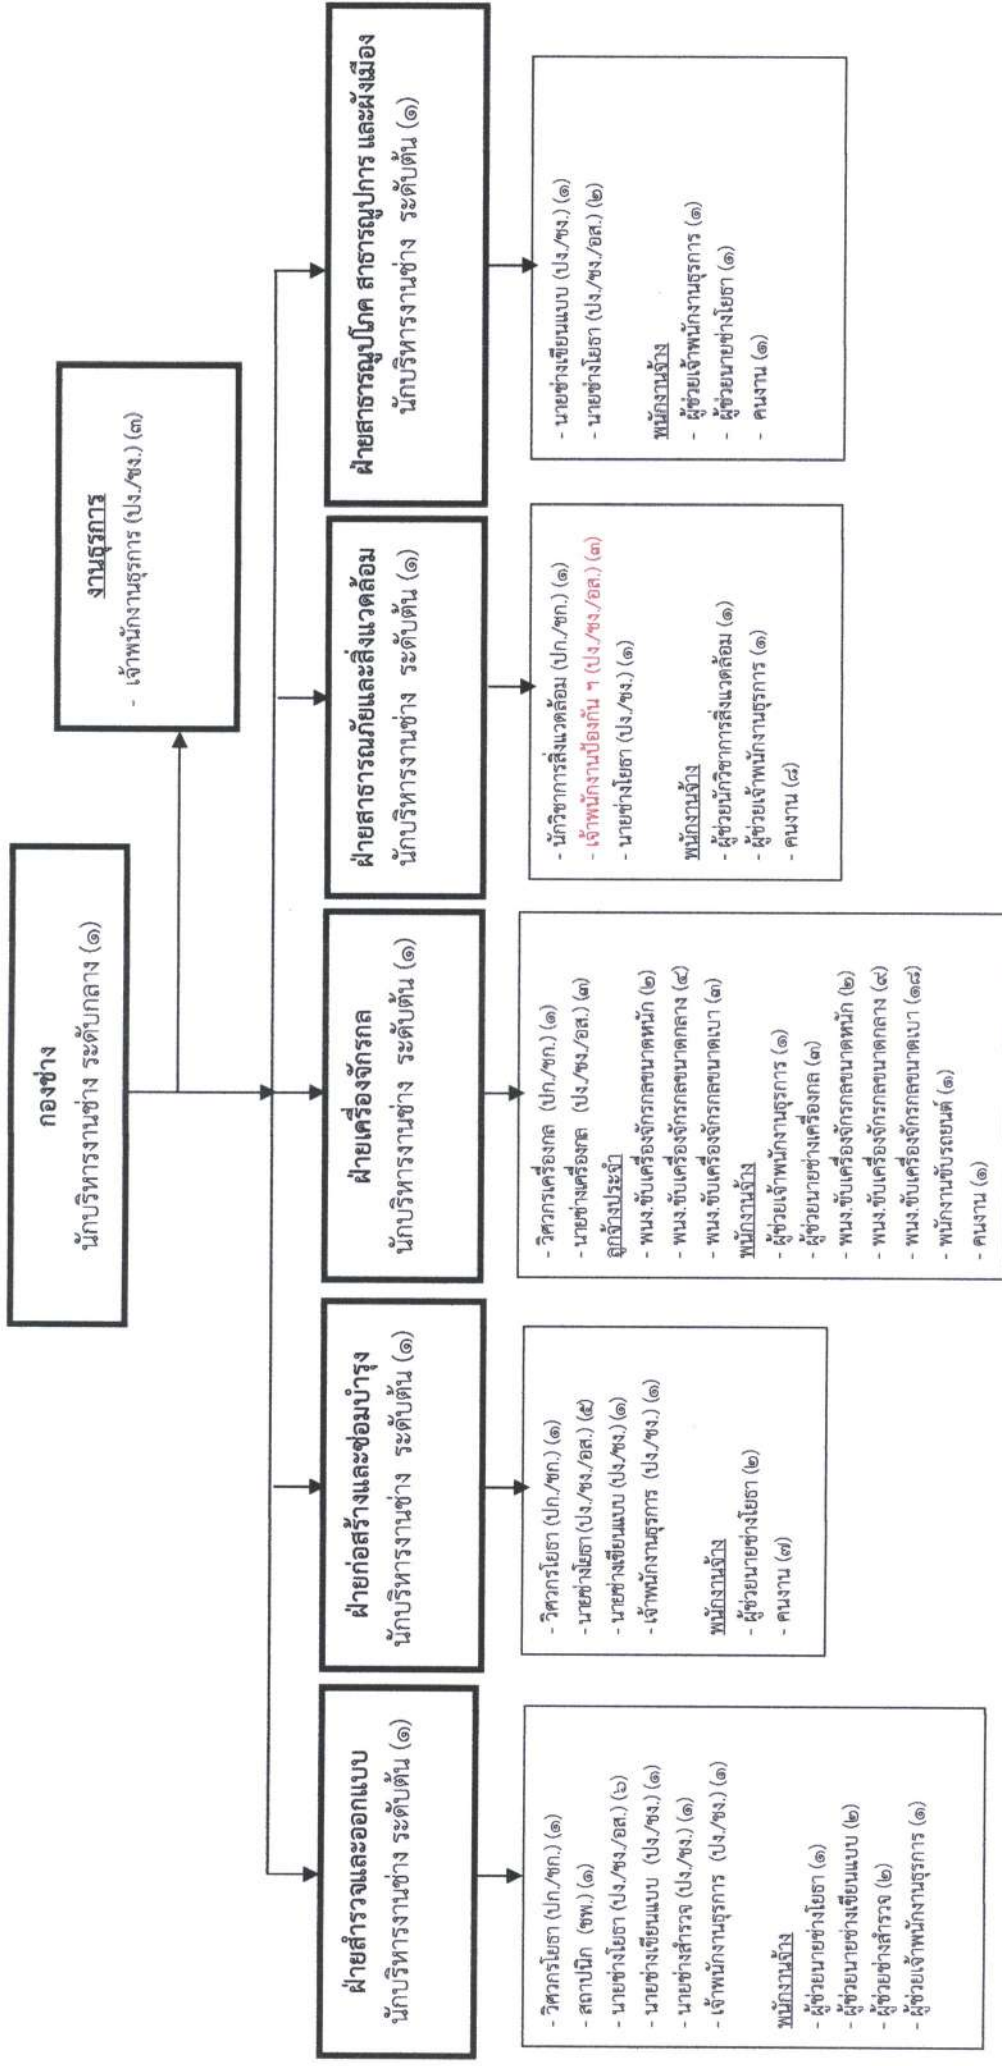 กองช่าง
นักบริหารงานช่าง ระดับกลาง (๑)
งานธุรการ
- เจ้าพนักงานธุรการ (ปง./ชง.) (๓)
ฝ่ายสำรวจและออกแบบ
นักบริหารงานช่าง ระดับต้น (๑)
- วิศวกรโยธา (ปก./ชก.) (๑)
- สถาปนิก (ชพ.) (๑)
- นายช่างโยธา (ปง./ชง./อส.) (๖)
- นายช่างเขียนแบบ (ปง./ชง.) (๑)
- นายช่างสำรวจ (ปง./ชง.) (๑)
- เจ้าพนักงานธุรการ (ปง./ชง.) (๑)
พนักงานจ้าง
- ผู้ช่วยนายช่างโยธา (๑)
- ผู้ช่วยนายช่างเขียนแบบ (๒)
- ผู้ช่วยช่างสำรวจ (๒)
- ผู้ช่วยเจ้าพนักงานธุรการ (๑)
ฝ่ายก่อสร้างและซ่อมบำรุง
นักบริหารงานช่าง ระดับต้น (๑)
- วิศวกรโยธา (ปก./ชก.) (๑)
- นายช่างโยธา (ปง./ชง./อส.) (๕)
- นายช่างเขียนแบบ (ปง./ชง.) (๑)
- เจ้าพนักงานธุรการ (ปง./ชง.) (๑)
พนักงานจ้าง
- ผู้ช่วยนายช่างโยธา (๒)
- คนงาน (๗)
ฝ่ายเครื่องจักรกล
นักบริหารงานช่าง ระดับต้น (๑)
- วิศวกรเครื่องกล (ปก./ชก.) (๑)
- นายช่างเครื่องกล (ปง./ชง./อส.) (๓)
ลูกจ้างประจำ
- พนง.ขับเครื่องจักรกลขนาดหนัก (๒)
- พนง.ขับเครื่องจักรกลขนาดกลาง (๔)
- พนง.ขับเครื่องจักรกลขนาดเบา (๓)
พนักงานจ้าง
- ผู้ช่วยเจ้าพนักงานธุรการ (๑)
- ผู้ช่วยนายช่างเครื่องกล (๓)
- พนง.ขับเครื่องจักรกลขนาดหนัก (๒)
- พนง.ขับเครื่องจักรกลขนาดกลาง (๙)
- พนง.ขับเครื่องจักรกลขนาดเบา (๑๘)
- พนักงานขับรถยนต์ (๑)
- คนงาน (๑)
ฝ่ายสาธารณภัยและสิ่งแวดล้อม
นักบริหารงานช่าง ระดับต้น (๑)
- นักวิชาการสิ่งแวดล้อม (ปก./ชก.) (๑)
- เจ้าพนักงานป้องกัน ฯ (ปง./ชง./อส.) (๓)
- นายช่างโยธา (ปง./ชง.) (๑)
พนักงานจ้าง
- ผู้ช่วยนักวิชาการสิ่งแวดล้อม (๑)
- ผู้ช่วยเจ้าพนักงานธุรการ (๑)
- คนงาน (๘)
ฝ่ายสาธารณูปโภค สาธารณูปการ และผังเมือง
นักบริหารงานช่าง ระดับต้น (๑)
- นายช่างเขียนแบบ (ปง./ชง.) (๑)
- นายช่างโยธา (ปง./ชง./อส.) (๒)
พนักงานจ้าง
- ผู้ช่วยเจ้าพนักงานธุรการ (๑)
- ผู้ช่วยนายช่างโยธา (๑)
- คนงาน (๑)